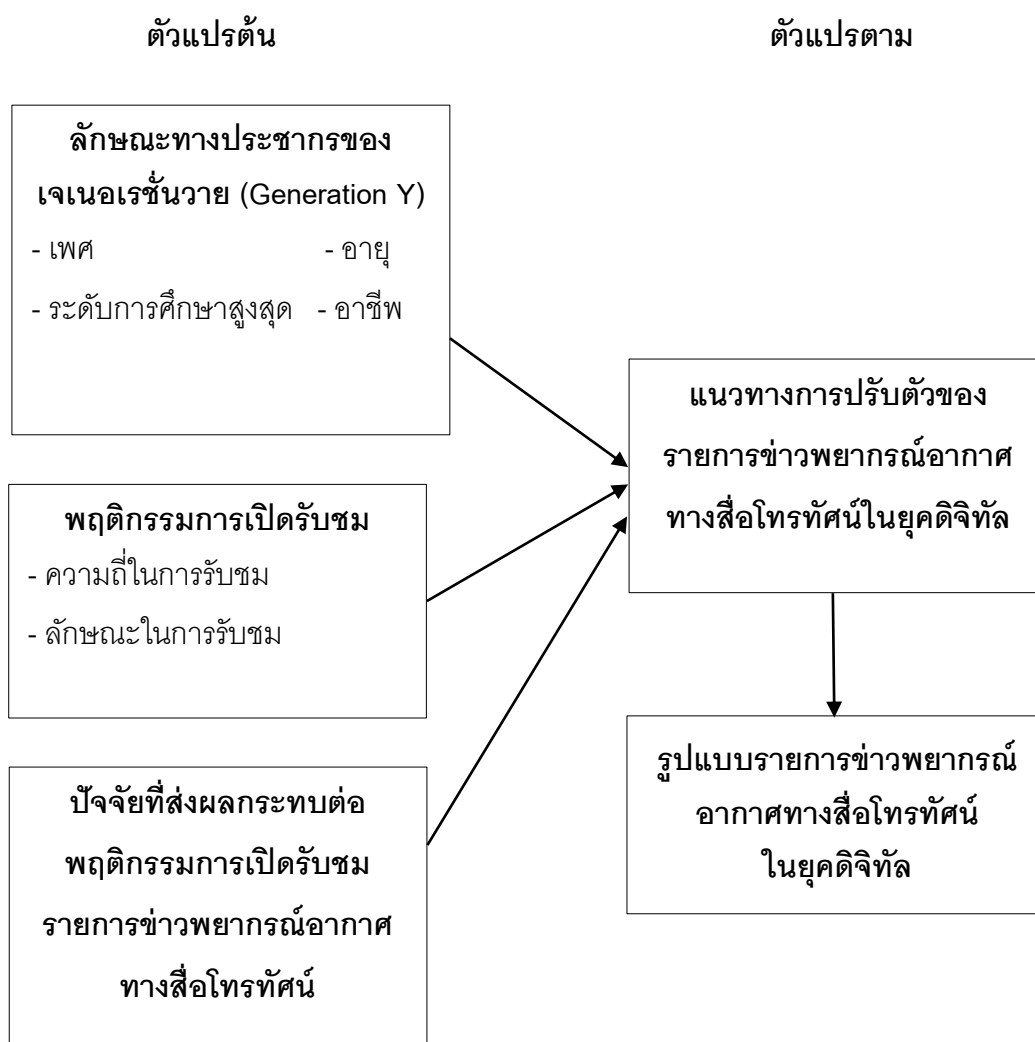 ตัวแปรต้น
ตัวแปรตาม
ลักษณะทางประชากรของ
เจเนอเรชั่นวาย (Generation Y)
- เพศ - อายุ
- ระดับการศึกษาสูงสุด - อาชีพ
พฤติกรรมการเปิดรับชม
- ความถี่ในการรับชม
- ลักษณะในการรับชม
ปัจจัยที่ส่งผลกระทบต่อ
พฤติกรรมการเปิดรับชม
รายการข่าวพยากรณ์อากาศ
ทางสื่อโทรทัศน์
แนวทางการปรับตัวของ
รายการข่าวพยากรณ์อากาศ
ทางสื่อโทรทัศน์ในยุคดิจิทัล
รูปแบบรายการข่าวพยากรณ์
อากาศทางสื่อโทรทัศน์
ในยุคดิจิทัล